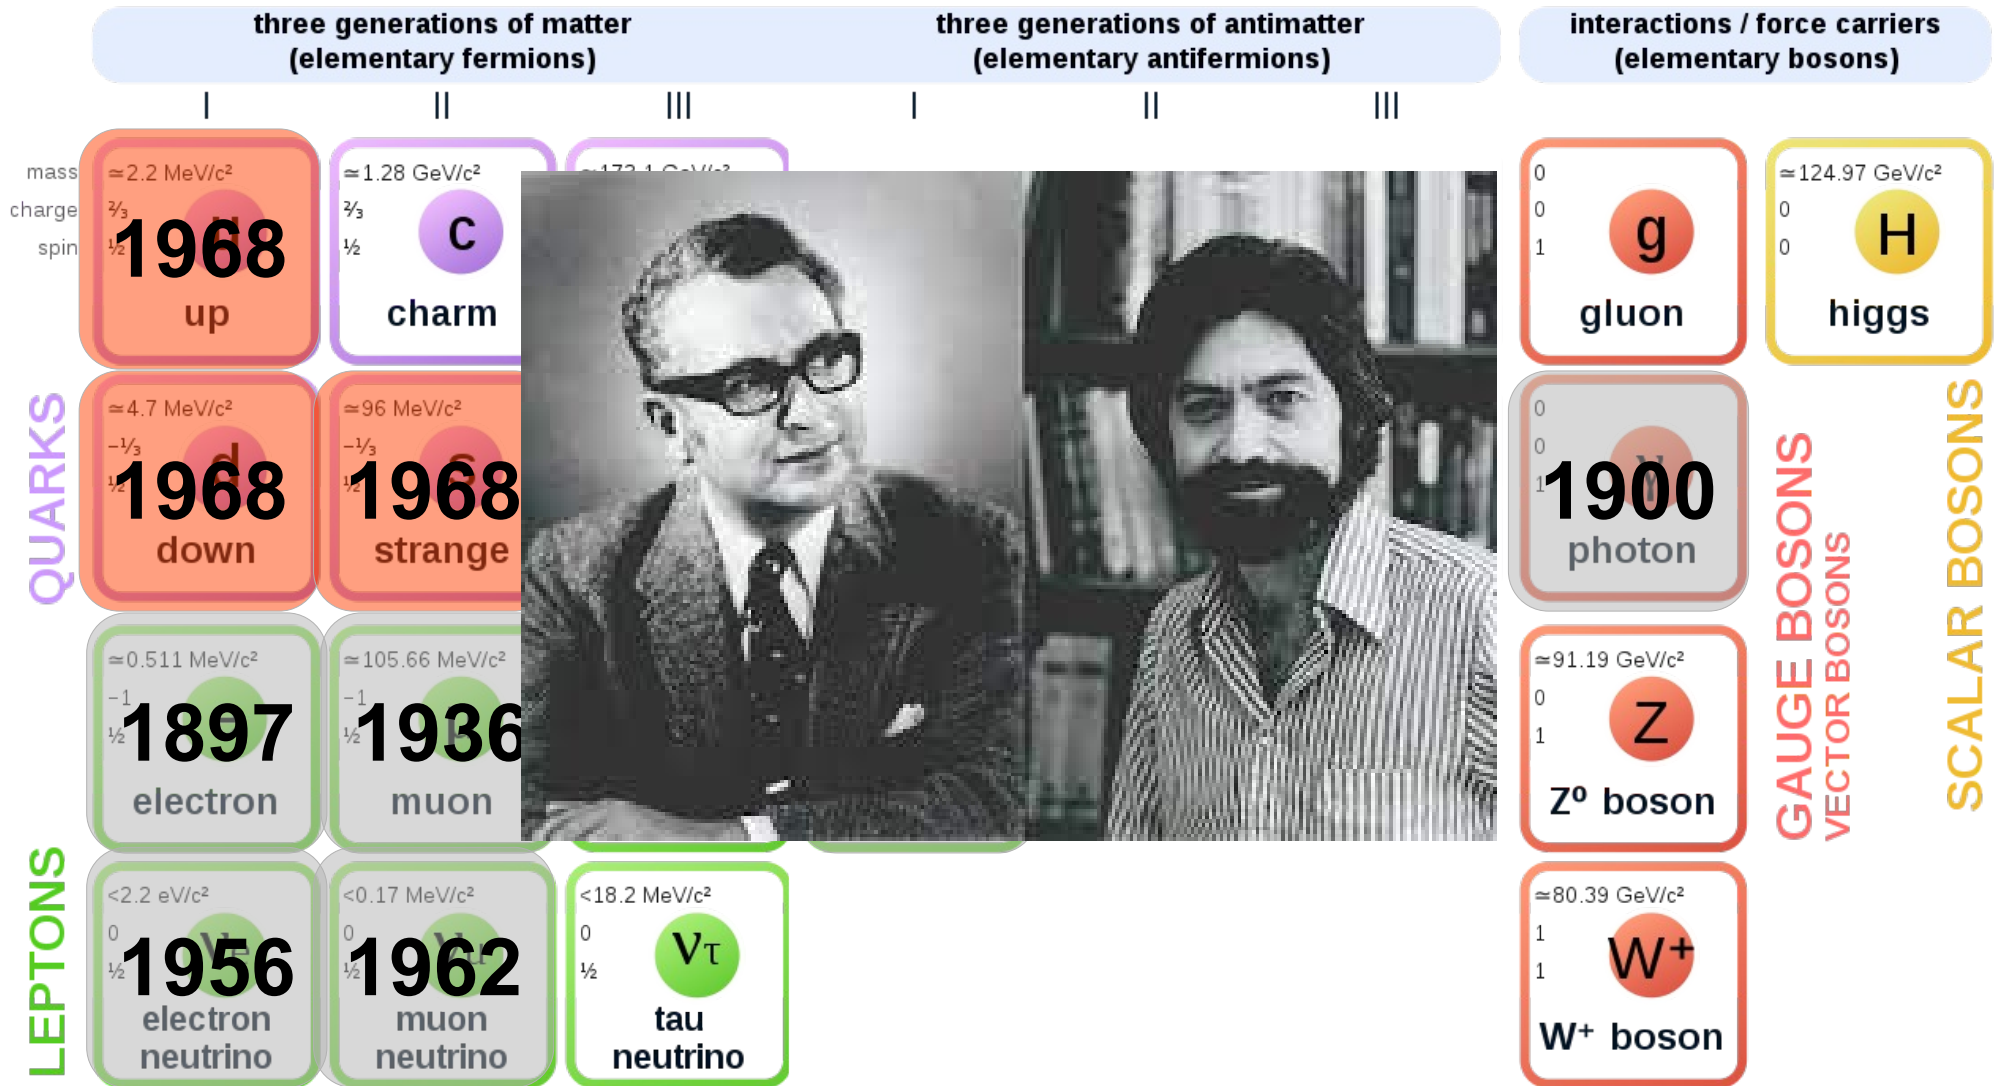 three generations of matter
(elementary fermions)
three generations of antimatter
(elementary antifermions)
interactions / force carriers
(elementary bosons)
I
II
III
I
II
III
mass
charge
spin
≃2.2 MeV/c²
⅔
½
1968
up
≃1.28 GeV/c²
⅔
½
c
charm
0
0
1
g
gluon
≃124.97 GeV/c²
0
0
H
higgs
QUARKS
≃4.7 MeV/c²
−⅓
½
d
1968
down
≃96 MeV/c²
−⅓
½
s
1968
strange
0
0
1
γ
1900
photon
GAUGE BOSONS
VECTOR BOSONS
SCALAR BOSONS
≃0.511 MeV/c²
−1
½
1897
electron
≃105.66 MeV/c²
−1
½
1936
muon
≃91.19 GeV/c²
0
1
Z
Z⁰ boson
LEPTONS
<2.2 eV/c²
0
½
νe
1956
electron
neutrino
<0.17 MeV/c²
0
½
νμ
1962
muon
neutrino
<18.2 MeV/c²
0
½
ντ
tau
neutrino
≃80.39 GeV/c²
1
1
W⁺
W⁺ boson